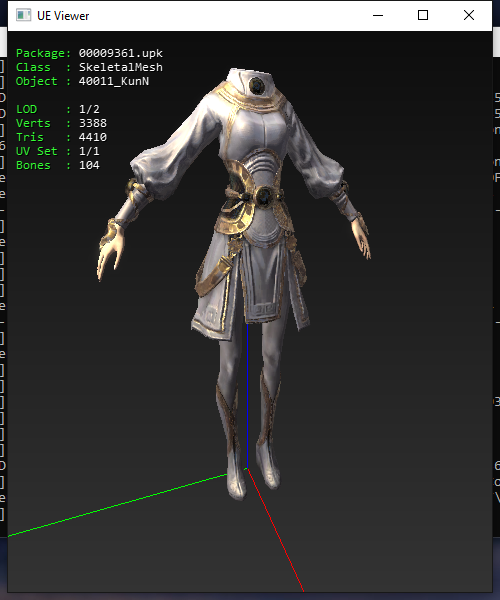 UE Viewer
Package: 00009361.upk
Class : SkeletalMesh
Object : 40011_KunN
LOD : 1/2
Verts : 3388
Tris : 4410
UV Set : 1/1
Bones : 104